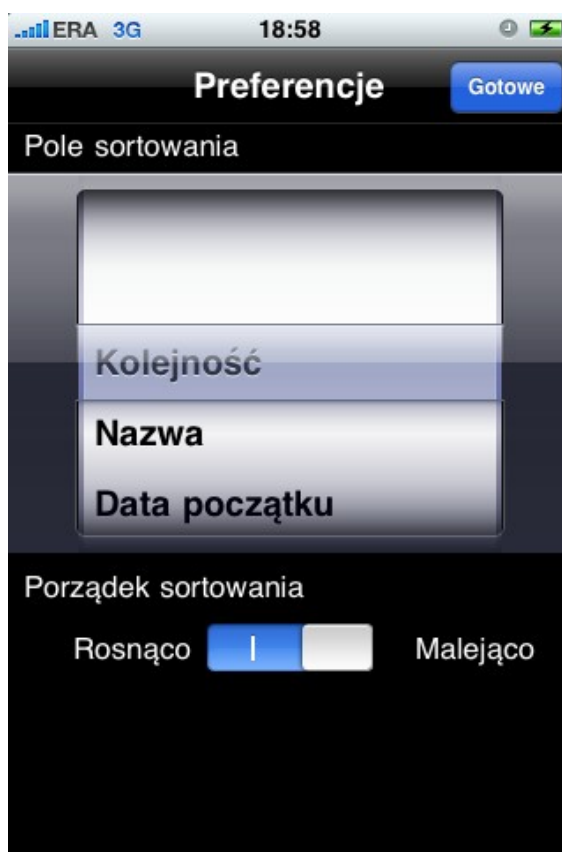 ERA 3G 18:58
Preferencje Gotowe
Pole sortowania
Kolejność
Nazwa
Data początku
Porządek sortowania
Rosnąco Malejąco